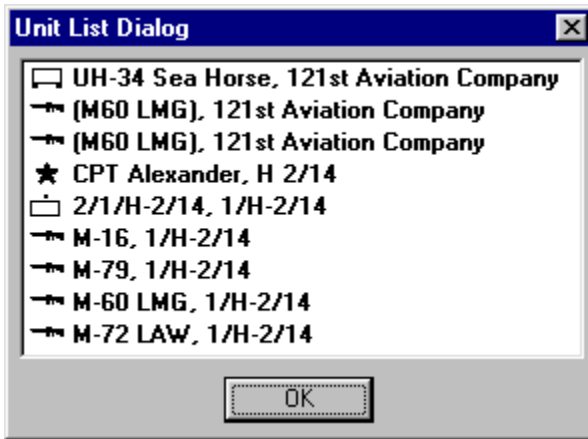 Unit List Dialog
UH-34 Sea Horse, 121st Aviation Company
(M60 LMG), 121st Aviation Company
(M60 LMG), 121st Aviation Company
CPT Alexander, H 2/14
2/1/H-2/14, 1/H-2/14
M-16, 1/H-2/14
M-79, 1/H-2/14
M-60 LMG, 1/H-2/14
M-72 LAW, 1/H-2/14
OK